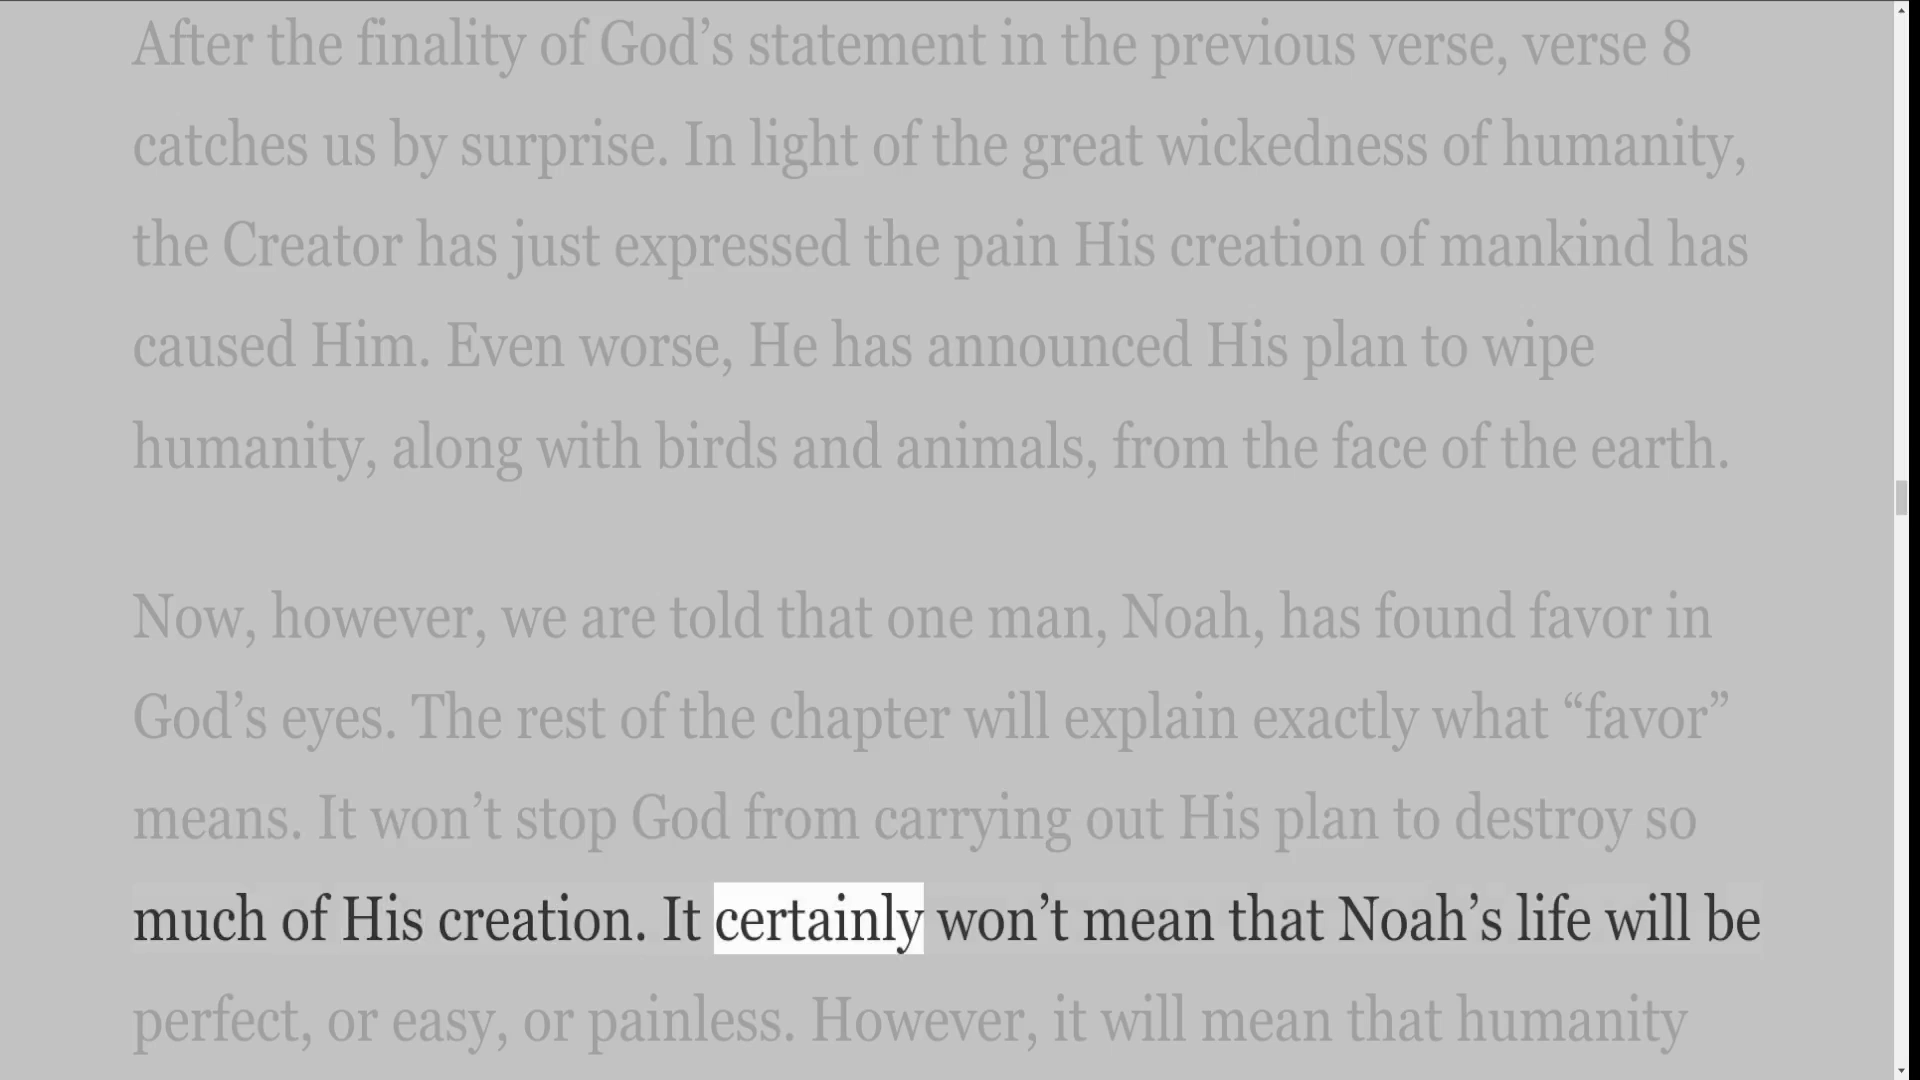 After the finality of God’s statement in the previous verse, verse 8
catches us by surprise. In light of the great wickedness of humanity,
the Creator has just expressed the pain His creation of mankind has
caused Him. Even worse, He has announced His plan to wipe
humanity, along with birds and animals, from the face of the earth.
Now, however, we are told that one man, Noah, has found favor in
God’s eyes. The rest of the chapter will explain exactly what “favor”
means. It won’t stop God from carrying out His plan to destroy so
much of His creation. It certainly won’t mean that Noah’s life will be
perfect, or easy, or painless. However, it will mean that humanity